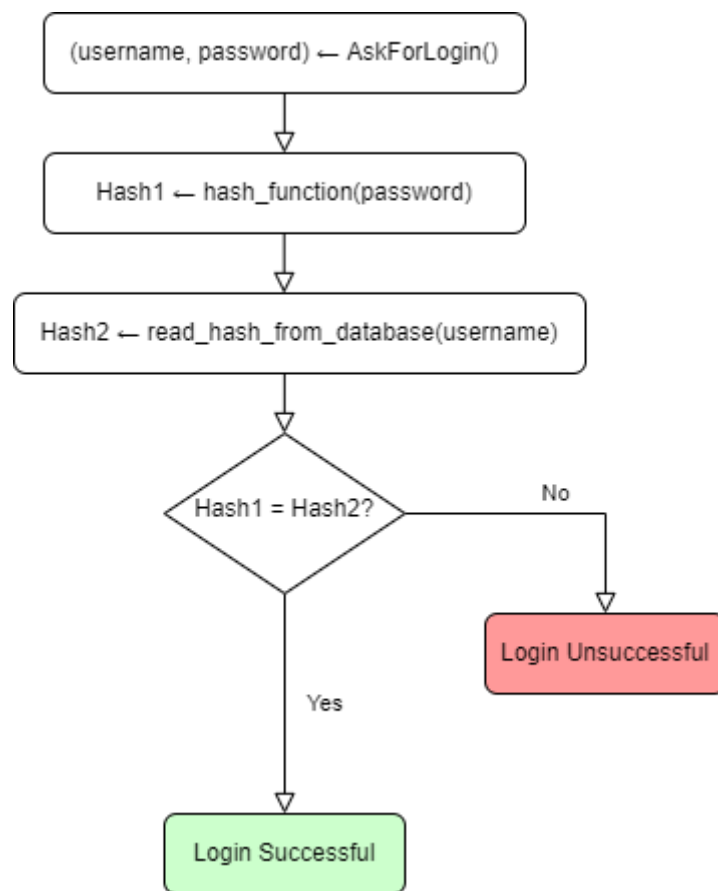 (username, password) ← AskForLogin()
Hash1 ← hash_function(password)
Hash2 ← read_hash_from_database(username)
Hash1 = Hash2?
No
Login Unsuccessful
Yes
Login Successful